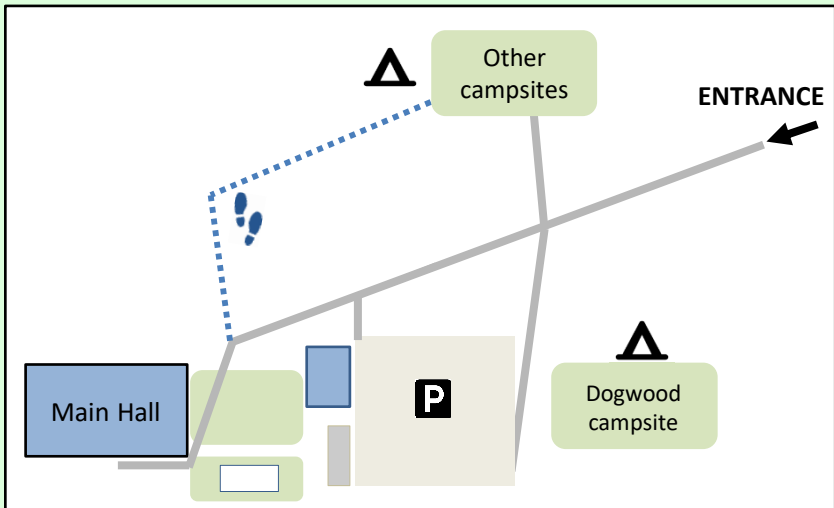 Other
campsites
ENTRANCE
P
Main Hall
Dogwood
campsite